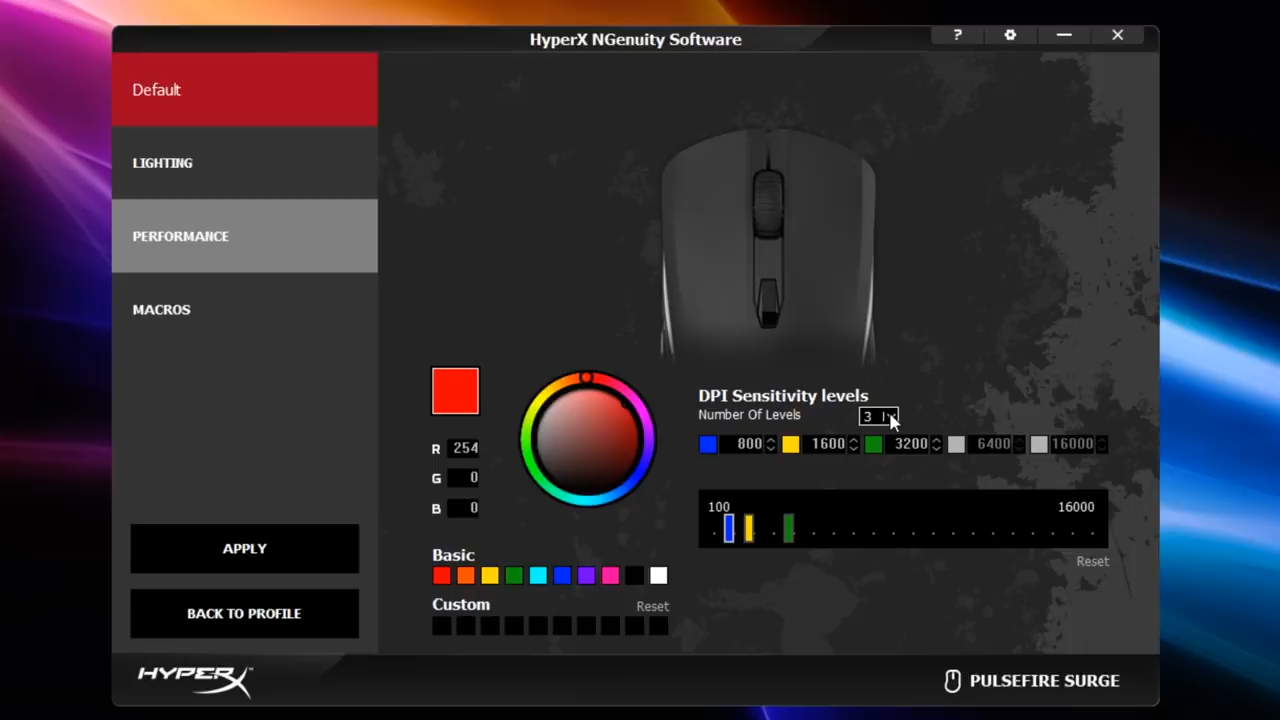 HyperX NGenuity Software
?
Default
LIGHTING
PERFORMANCE
MACROS
APPLY
BACK TO PROFILE
R 254
G 0
B 0
Basic
Custom
Reset
DPI Sensitivity levels
Number Of Levels 3
800 1600 3200 6400 16000
100 16000
Reset
HYPERX™
PULSEFIRE SURGE